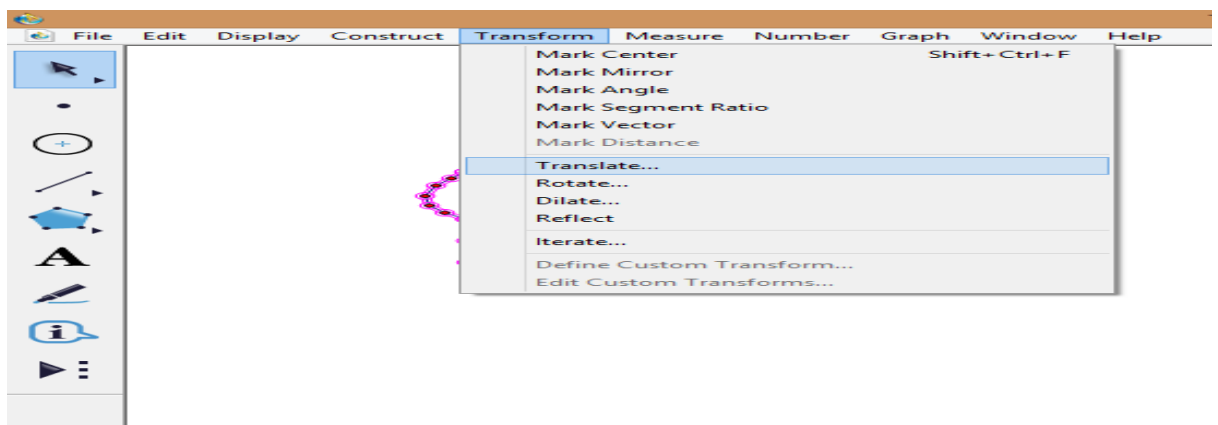 File Edit Display Construct Transform Measure Number Graph Window Help
Mark Center Shift+Ctrl+F
Mark Mirror
Mark Angle
Mark Segment Ratio
Mark Vector
Mark Distance
Translate...
Rotate...
Dilate...
Reflect
Iterate...
Define Custom Transform...
Edit Custom Transforms...
A
i